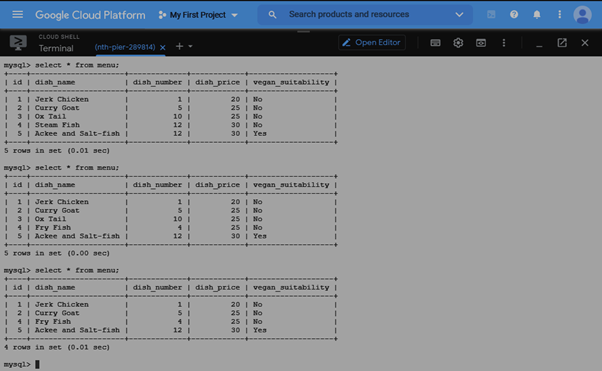 Google Cloud Platform My First Project Search products and resources
CLOUD SHELL
Terminal (nth-pier-289814) × + Open Editor
mysql> select * from menu;
+----+----------------------+-------------+------------+-------------------+
| id | dish_name | dish_number | dish_price | vegan_suitability |
+----+----------------------+-------------+------------+-------------------+
| 1 | Jerk Chicken | 1 | 20 | No |
| 2 | Curry Goat | 5 | 25 | No |
| 3 | Ox Tail | 10 | 25 | No |
| 4 | Steam Fish | 12 | 30 | No |
| 5 | Ackee and Salt-fish | 12 | 30 | Yes |
+----+----------------------+-------------+------------+-------------------+
5 rows in set (0.01 sec)
mysql> select * from menu;
+----+----------------------+-------------+------------+-------------------+
| id | dish_name | dish_number | dish_price | vegan_suitability |
+----+----------------------+-------------+------------+-------------------+
| 1 | Jerk Chicken | 1 | 20 | No |
| 2 | Curry Goat | 5 | 25 | No |
| 3 | Ox Tail | 10 | 25 | No |
| 4 | Fry Fish | 4 | 25 | No |
| 5 | Ackee and Salt-fish | 12 | 30 | Yes |
+----+----------------------+-------------+------------+-------------------+
5 rows in set (0.00 sec)
mysql> select * from menu;
+----+----------------------+-------------+------------+-------------------+
| id | dish_name | dish_number | dish_price | vegan_suitability |
+----+----------------------+-------------+------------+-------------------+
| 1 | Jerk Chicken | 1 | 20 | No |
| 2 | Curry Goat | 5 | 25 | No |
| 4 | Fry Fish | 4 | 25 | No |
| 5 | Ackee and Salt-fish | 12 | 30 | Yes |
+----+----------------------+-------------+------------+-------------------+
4 rows in set (0.01 sec)
mysql>